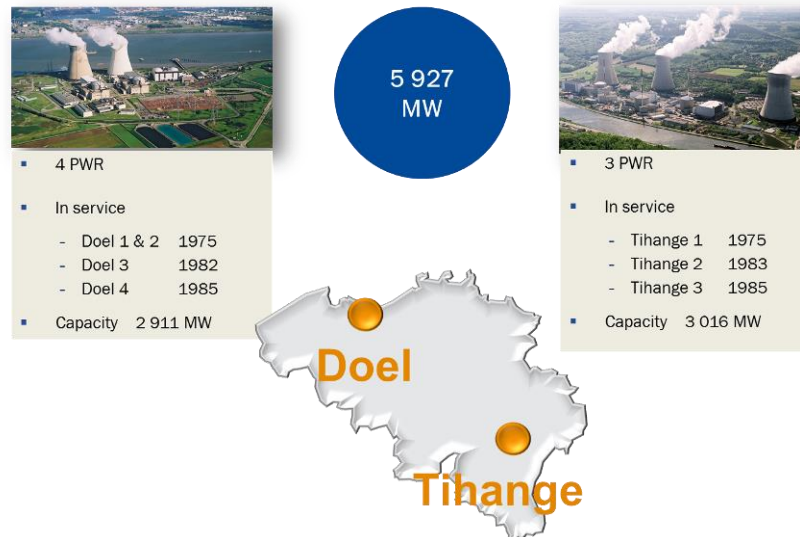 5 927
MW
4 PWR
In service
- Doel 1 & 2 1975
- Doel 3 1982
- Doel 4 1985
Capacity 2 911 MW
3 PWR
In service
- Tihange 1 1975
- Tihange 2 1983
- Tihange 3 1985
Capacity 3 016 MW
Doel
Tihange